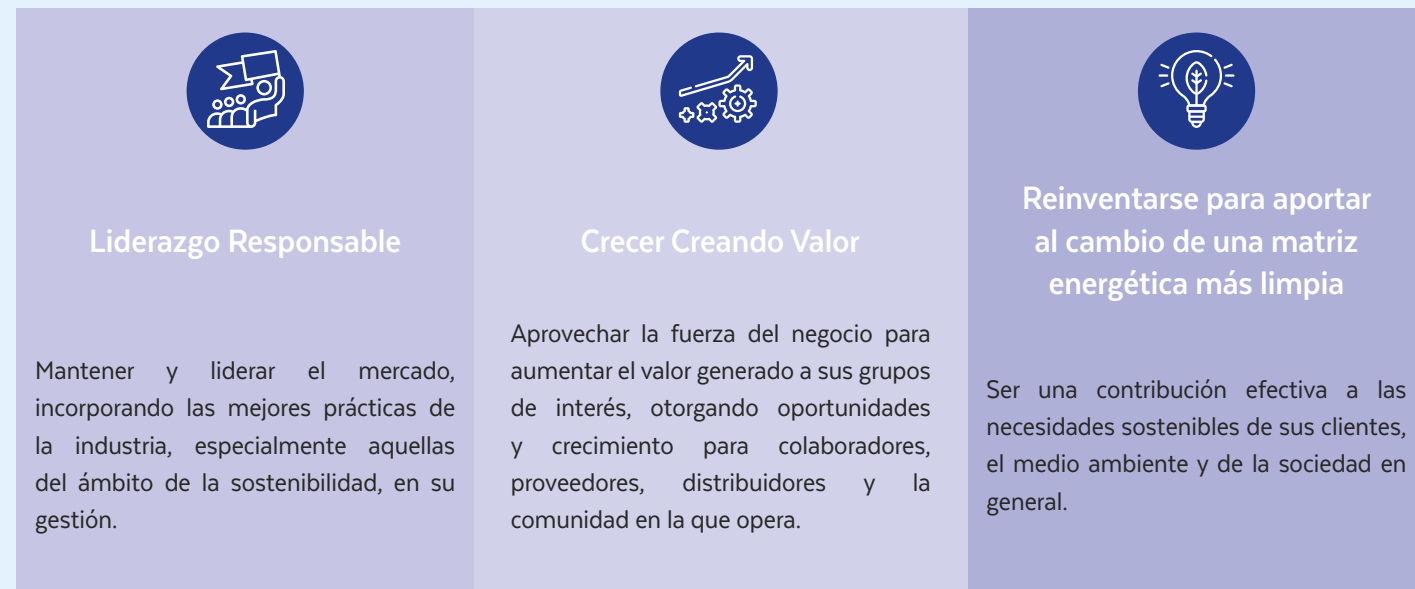 Liderazgo Responsable
Mantener y liderar el mercado,
incorporando las mejores prácticas de
la industria, especialmente aquellas
del ámbito de la sostenibilidad, en su
gestión.
Crecer Creando Valor
Aprovechar la fuerza del negocio para
aumentar el valor generado a sus grupos
de interés, otorgando oportunidades
y crecimiento para colaboradores,
proveedores, distribuidores y la
comunidad en la que opera.
Reinventarse para aportar
al cambio de una matriz
energética más limpia
Ser una contribución efectiva a las
necesidades sostenibles de sus clientes,
el medio ambiente y de la sociedad en
general.